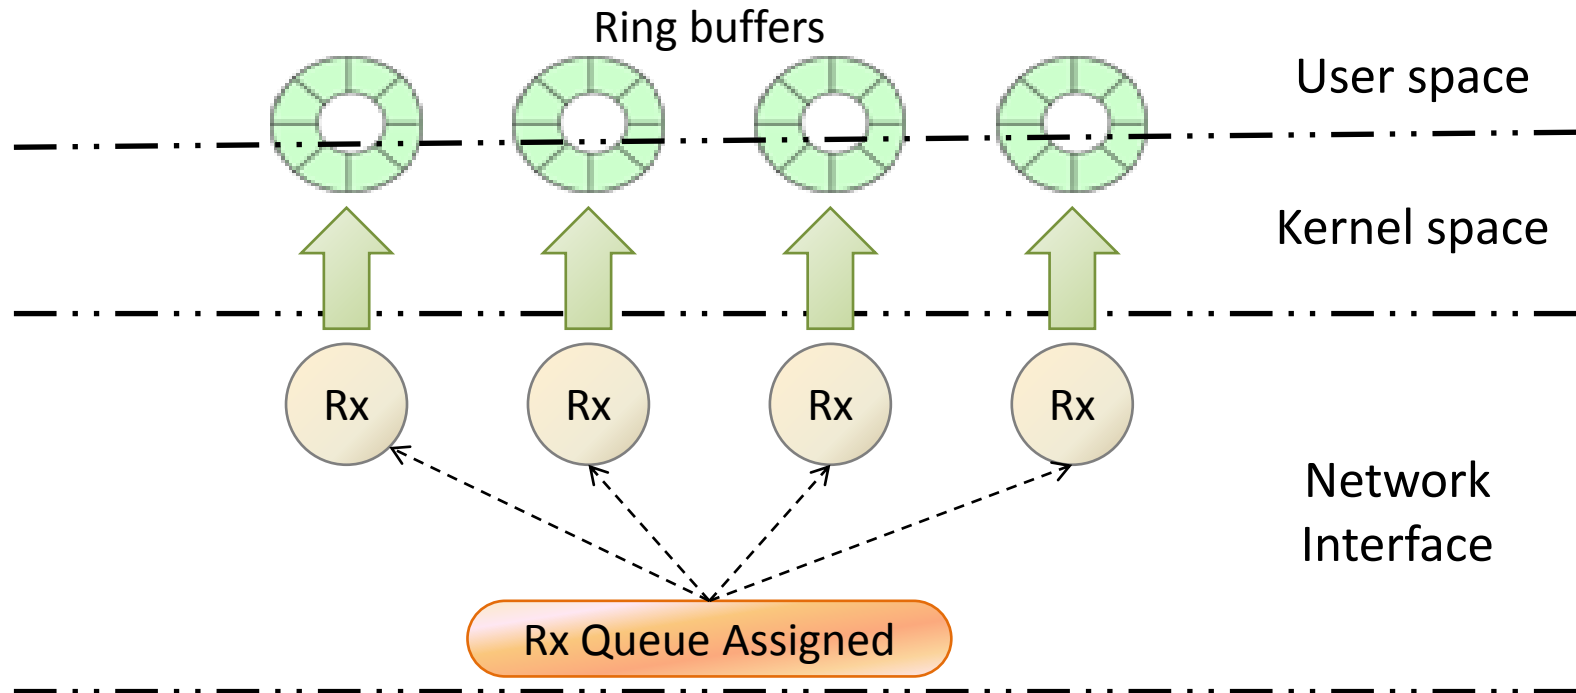 Ring buffers
User space
Kernel space
Rx Rx Rx Rx
Network
Interface
Rx Queue Assigned